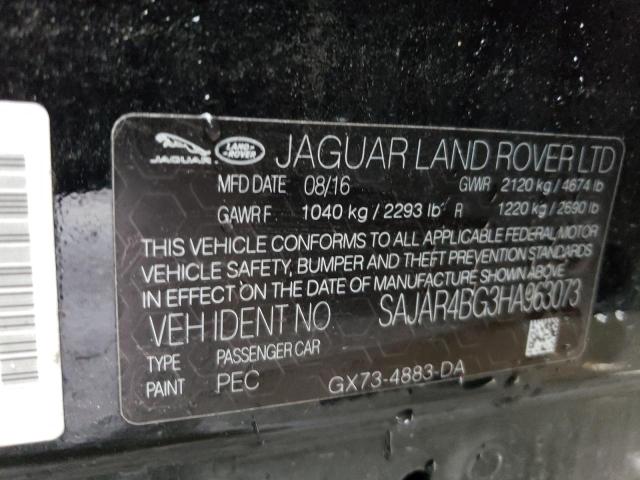 JAGUAR LAND ROVER JAGUAR LAND ROVER LTD
MFD DATE 08/16 GWWR 2120 kg / 4674 lb
GAWR F 1040 kg / 2293 lb R 1220 kg / 2690 lb
THIS VEHICLE CONFORMS TO ALL APPLICABLE FEDERAL MOTOR
VEHICLE SAFETY, BUMPER AND THEFT PREVENTION STANDARDS
IN EFFECT ON THE DATE OF MANUFACTURE SHOWN ABOVE.
VEH IDENT NO SAJAR4BG3HA963073
TYPE PASSENGER CAR
PAINT PEC GX73-4883-DA